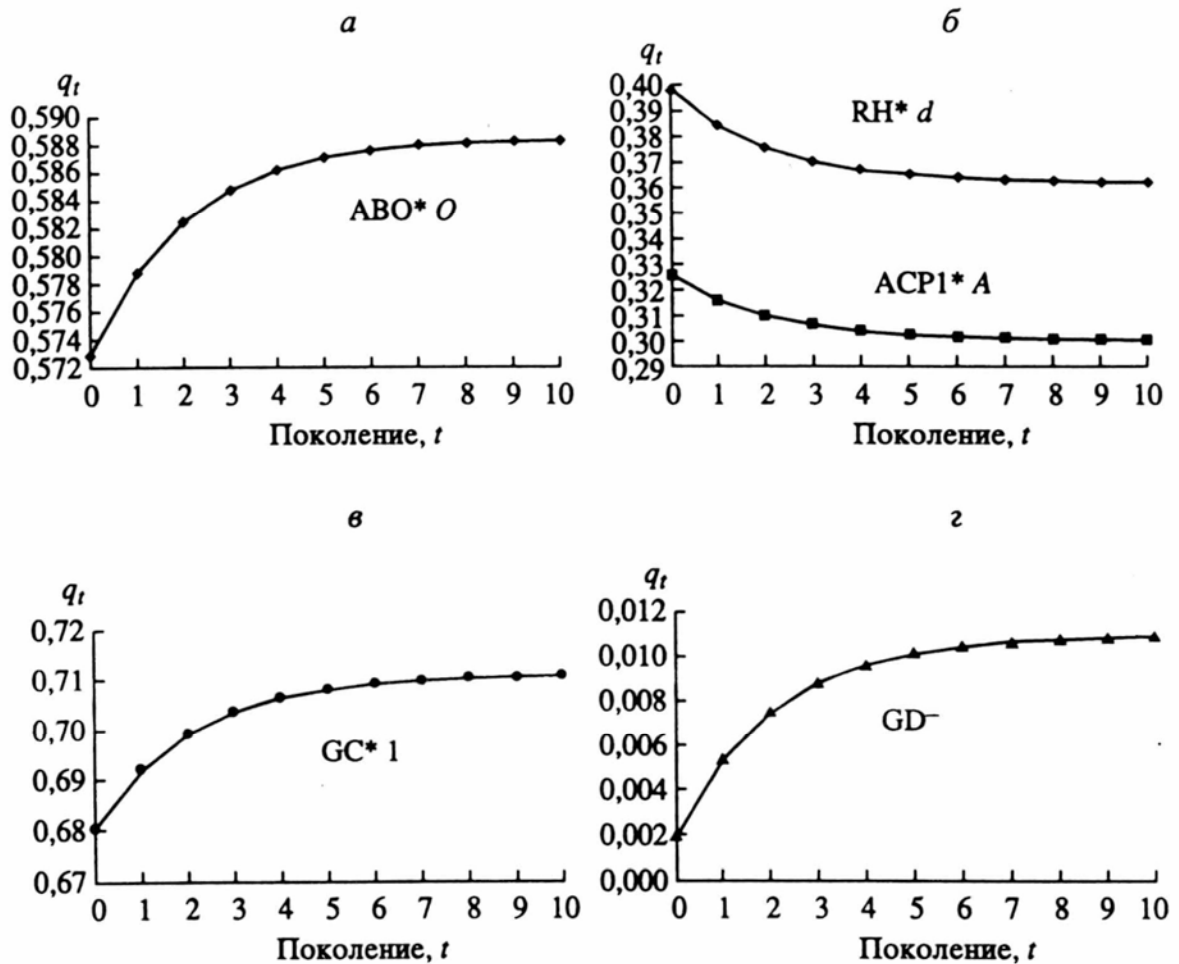 а
q_t
0,590
0,588
0,586
0,584
0,582
0,580
0,578
0,576
0,574
0,572
ABO* O
0 1 2 3 4 5 6 7 8 9 10
Поколение, t
б
q_t
0,40
0,39
0,38
0,37
0,36
0,35
0,34
0,33
0,32
0,31
0,30
0,29
RH* d
ACP1* A
0 1 2 3 4 5 6 7 8 9 10
Поколение, t
в
q_t
0,72
0,71
0,70
0,69
0,68
0,67
GC* 1
0 1 2 3 4 5 6 7 8 9 10
Поколение, t
г
q_t
0,012
0,010
0,008
0,006
0,004
0,002
0,000
GD⁻
0 1 2 3 4 5 6 7 8 9 10
Поколение, t